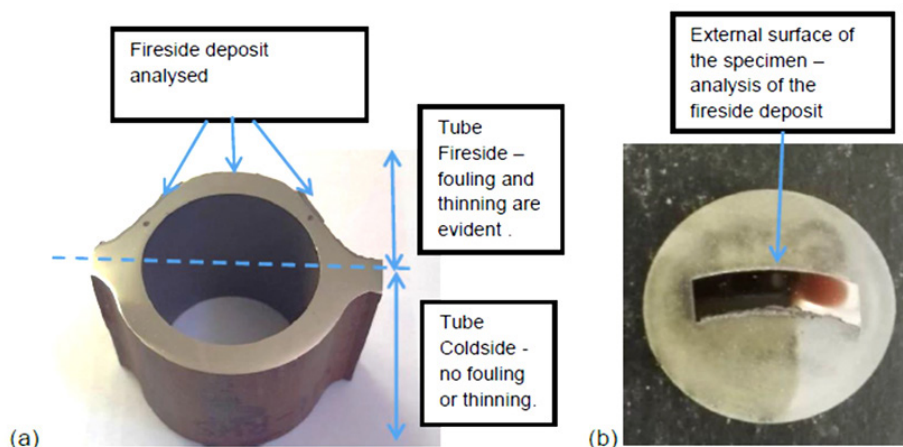 Fireside deposit
analysed
Tube
Fireside –
fouling and
thinning are
evident .
Tube
Coldside -
no fouling
or thinning.
(a)
External surface of
the specimen –
analysis of the
fireside deposit
(b)